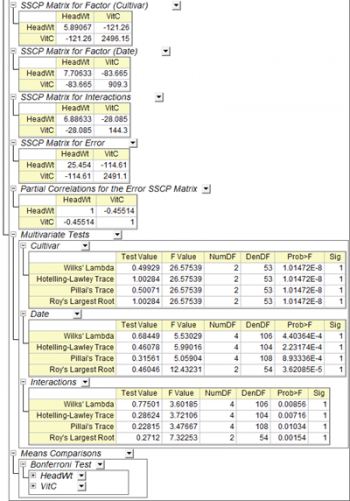 SSCP Matrix for Factor (Cultivar)
HeadWt VitC
HeadWt 5.89067 -121.26
VitC -121.26 2496.15
SSCP Matrix for Factor (Date)
HeadWt VitC
HeadWt 7.70633 -83.665
VitC -83.665 909.3
SSCP Matrix for Interactions
HeadWt VitC
HeadWt 6.88633 -28.085
VitC -28.085 144.3
SSCP Matrix for Error
HeadWt VitC
HeadWt 25.454 -114.61
VitC -114.61 2491.1
Partial Correlations for the Error SSCP Matrix
HeadWt VitC
HeadWt 1 -0.45514
VitC -0.45514 1
Multivariate Tests
Cultivar
Test Value F Value NumDF DenDF Prob>F Sig
Wilks' Lambda 0.49929 26.57539 2 53 1.01472E-8 1
Hotelling-Lawley Trace 1.00284 26.57539 2 53 1.01472E-8 1
Pillai's Trace 0.50071 26.57539 2 53 1.01472E-8 1
Roy's Largest Root 1.00284 26.57539 2 53 1.01472E-8 1
Date
Test Value F Value NumDF DenDF Prob>F Sig
Wilks' Lambda 0.68449 5.53029 4 106 4.40364E-4 1
Hotelling-Lawley Trace 0.46078 5.99016 4 104 2.23174E-4 1
Pillai's Trace 0.31561 5.05904 4 108 8.93336E-4 1
Roy's Largest Root 0.46046 12.43231 2 54 3.62085E-5 1
Interactions
Test Value F Value NumDF DenDF Prob>F Sig
Wilks' Lambda 0.77501 3.60185 4 106 0.00856 1
Hotelling-Lawley Trace 0.28624 3.72106 4 104 0.00716 1
Pillai's Trace 0.22815 3.47667 4 108 0.01034 1
Roy's Largest Root 0.2712 7.32253 2 54 0.00154 1
Means Comparisons
Bonferroni Test
HeadWt
VitC